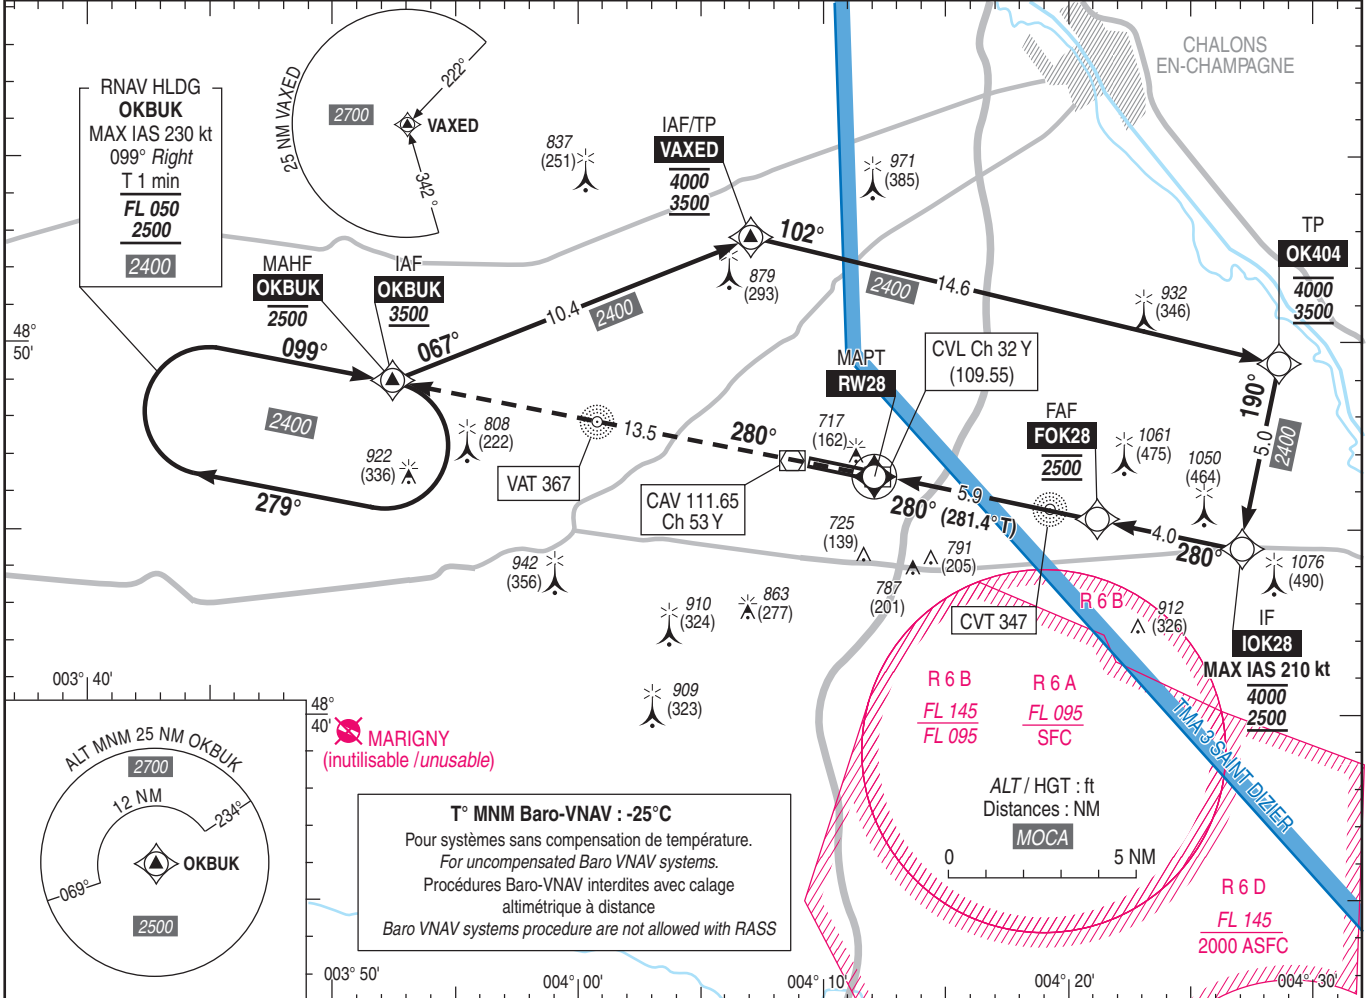 CHALONS
EN-CHAMPAGNE
RNAV HLDG
OKBUK
MAX IAS 230 kt
099° Right
T 1 min
FL 050
2500
2400
25 NM VAXED
2700
222°
VAXED
342°
837
(251)
IAF/TP
VAXED
4000
3500
971
(385)
102°
879
(293)
2400
14.6
932
(346)
TP
OK404
4000
3500
MAHF
OKBUK
2500
IAF
OKBUK
3500
48°
50'
099°
067°
10.4
2400
MAPT
RW28
CVL Ch 32 Y
(109.55)
190°
5.0
2400
2400
922
(336)
279°
808
(222)
13.5
280°
717
(162)
VAT 367
CAV 111.65
Ch 53 Y
FAF
FOK28
2500
1061
(475)
1050
(464)
5.9
280° (281.4° T)
4.0
280°
725
(139)
791
(205)
787
(201)
942
(356)
910
(324)
863
(277)
909
(323)
CVT 347
R 6 B
912
(326)
1076
(490)
IF
IOK28
MAX IAS 210 kt
4000
2500
003° 40'
48°
40'
R 6 B
FL 145
FL 095
R 6 A
FL 095
SFC
TMA 3 SAINT DIZIER
MARIGNY
(inutilisable /unusable)
ALT MNM 25 NM OKBUK
2700
12 NM
234°
069°
OKBUK
2500
T° MNM Baro-VNAV : -25°C
Pour systèmes sans compensation de température.
For uncompensated Baro VNAV systems.
Procédures Baro-VNAV interdites avec calage
altimétrique à distance
Baro VNAV systems procedure are not allowed with RASS
ALT / HGT : ft
Distances : NM
MOCA
0 5 NM
R 6 D
FL 145
2000 ASFC
003° 50'
004° 00'
004° 10'
004° 20'
004° 30'